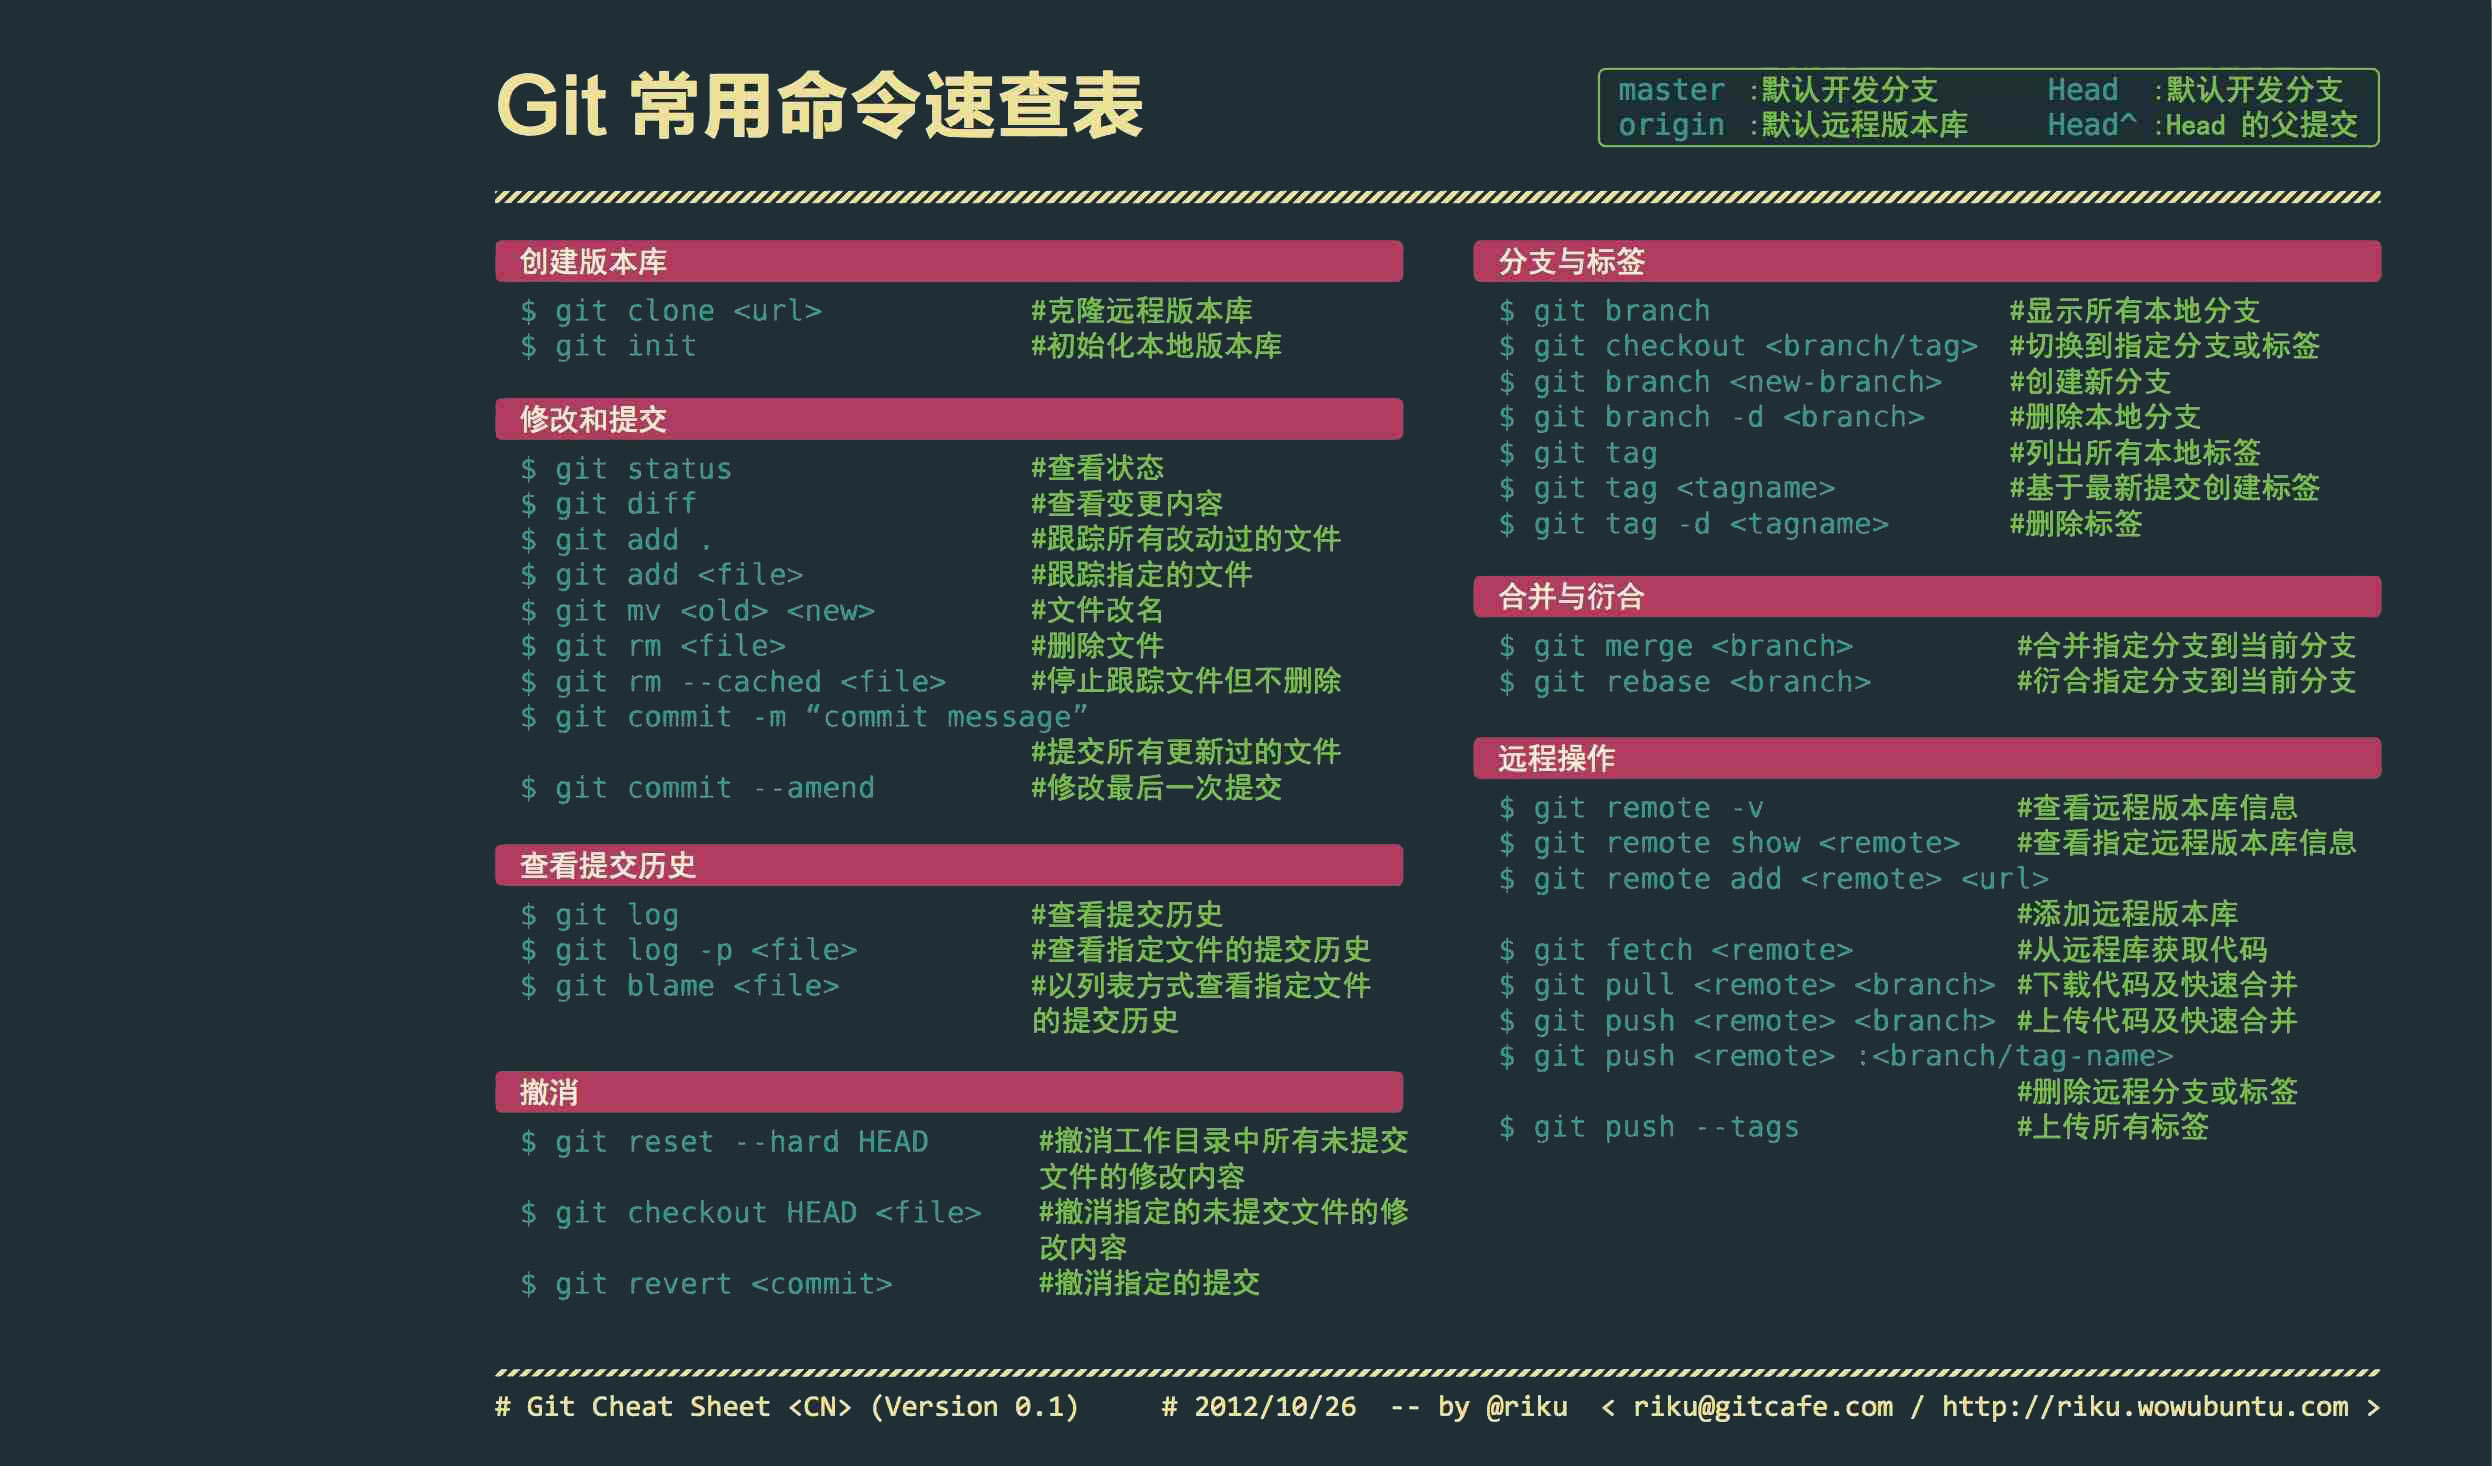 Git 常用命令速查表
master :默认开发分支 Head :默认开发分支
origin :默认远程版本库 Head^ :Head 的父提交
创建版本库
$ git clone <url> #克隆远程版本库
$ git init #初始化本地版本库
修改和提交
$ git status #查看状态
$ git diff #查看变更内容
$ git add . #跟踪所有改动过的文件
$ git add <file> #跟踪指定的文件
$ git mv <old> <new> #文件改名
$ git rm <file> #删除文件
$ git rm --cached <file> #停止跟踪文件但不删除
$ git commit -m “commit message”
#提交所有更新过的文件
$ git commit --amend #修改最后一次提交
查看提交历史
$ git log #查看提交历史
$ git log -p <file> #查看指定文件的提交历史
$ git blame <file> #以列表方式查看指定文件
的提交历史
撤消
$ git reset --hard HEAD #撤消工作目录中所有未提交
文件的修改内容
$ git checkout HEAD <file> #撤消指定的未提交文件的修
改内容
$ git revert <commit> #撤消指定的提交
分支与标签
$ git branch #显示所有本地分支
$ git checkout <branch/tag> #切换到指定分支或标签
$ git branch <new-branch> #创建新分支
$ git branch -d <branch> #删除本地分支
$ git tag #列出所有本地标签
$ git tag <tagname> #基于最新提交创建标签
$ git tag -d <tagname> #删除标签
合并与衍合
$ git merge <branch> #合并指定分支到当前分支
$ git rebase <branch> #衍合指定分支到当前分支
远程操作
$ git remote -v #查看远程版本库信息
$ git remote show <remote> #查看指定远程版本库信息
$ git remote add <remote> <url>
#添加远程版本库
$ git fetch <remote> #从远程库获取代码
$ git pull <remote> <branch> #下载代码及快速合并
$ git push <remote> <branch> #上传代码及快速合并
$ git push <remote> :<branch/tag-name>
#删除远程分支或标签
$ git push --tags #上传所有标签
# Git Cheat Sheet <CN> (Version 0.1) # 2012/10/26 -- by @riku < riku@gitcafe.com / http://riku.wowubuntu.com >